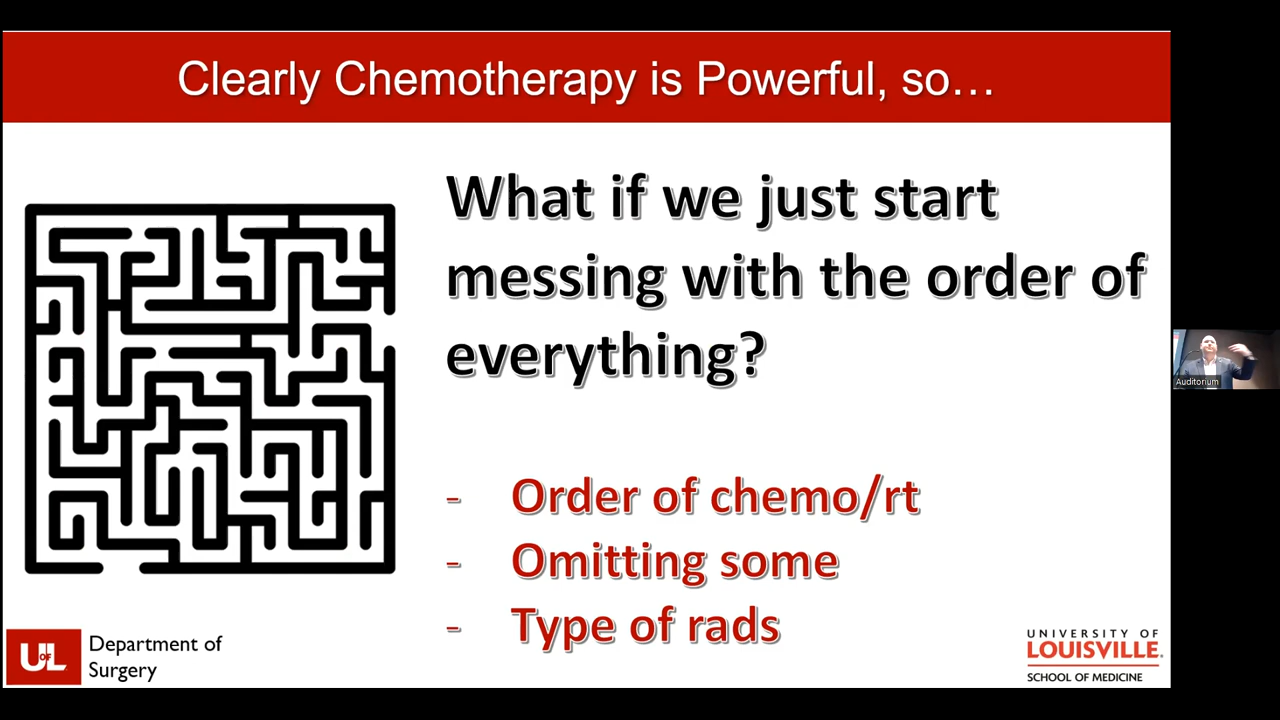 Clearly Chemotherapy is Powerful, so…
What if we just start
messing with the order of
everything?
- Order of chemo/rt
- Omitting some
- Type of rads
UofL
Department of
Surgery
UNIVERSITY OF
LOUISVILLE.
SCHOOL OF MEDICINE
Auditorium